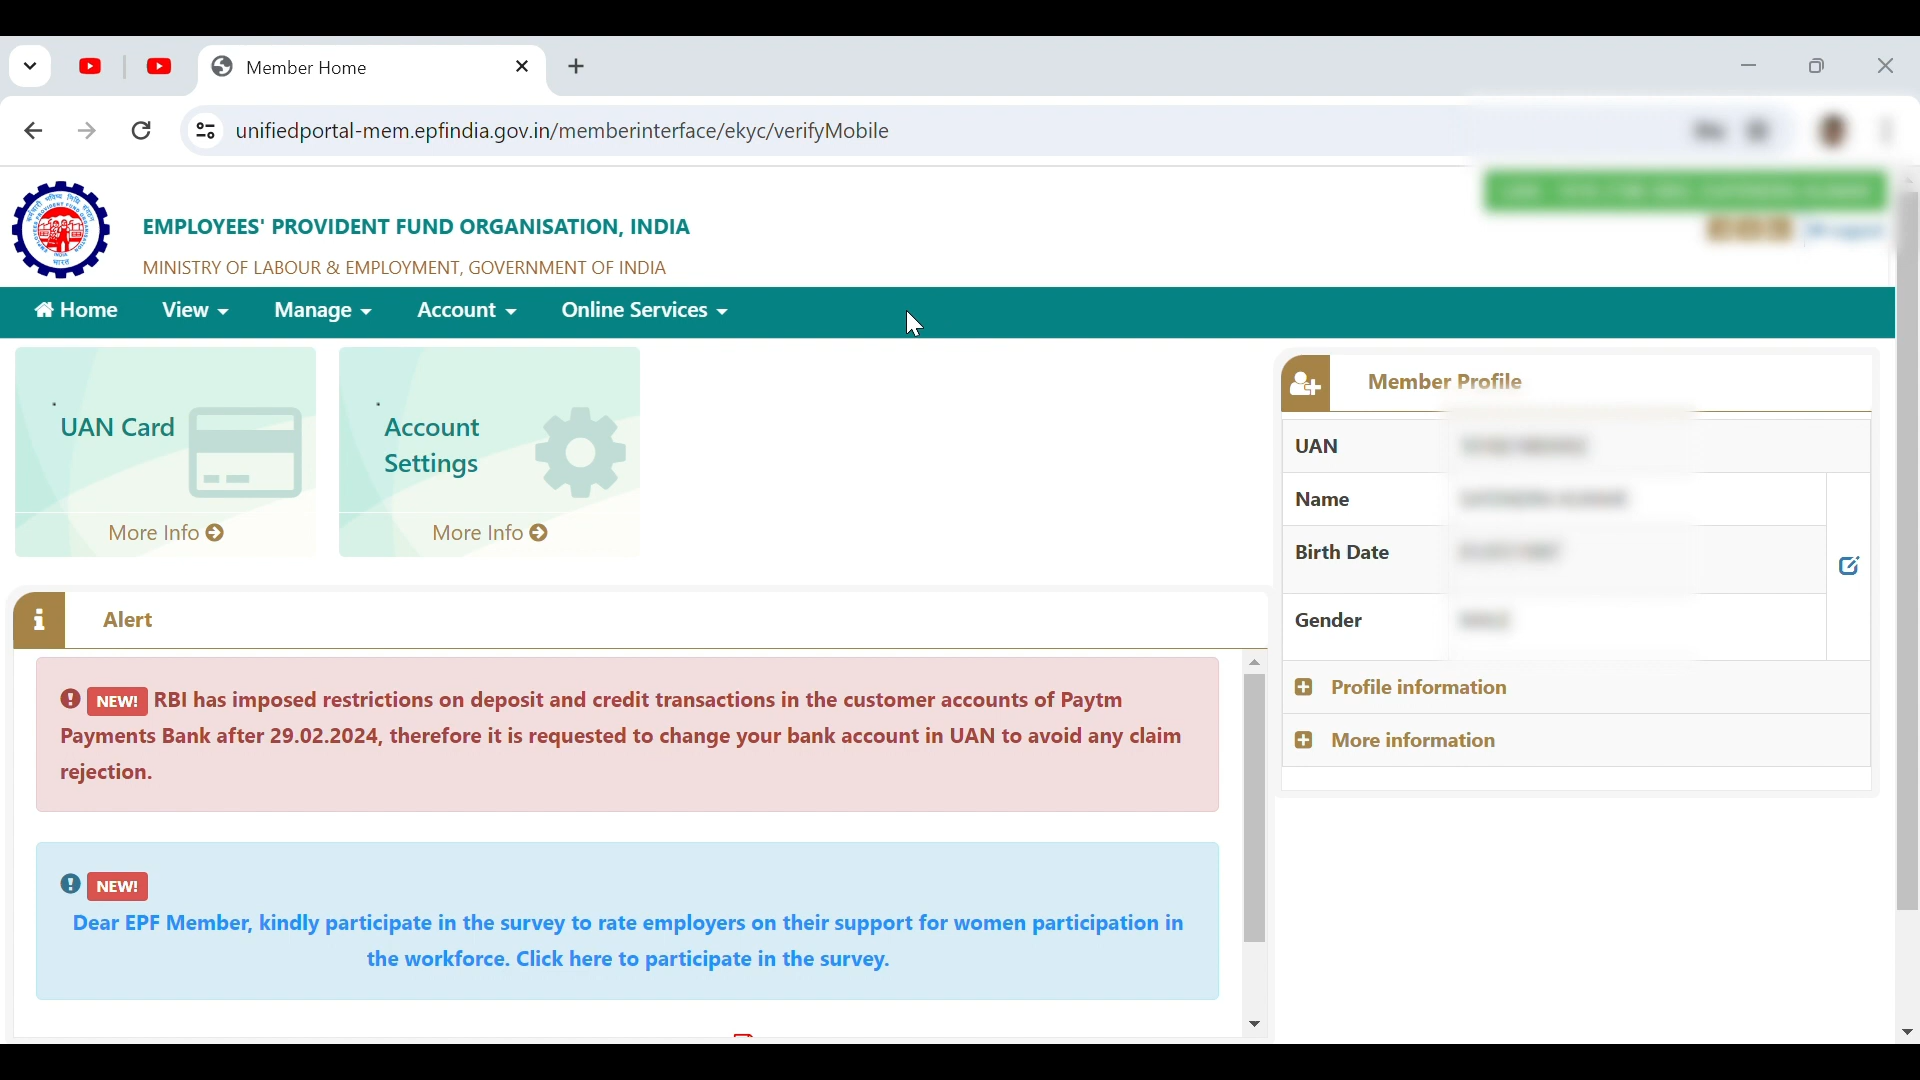 Member Home
unifiedportal-mem.epfindia.gov.in/memberinterface/ekyc/verifyMobile
EMPLOYEES' PROVIDENT FUND ORGANISATION, INDIA
MINISTRY OF LABOUR & EMPLOYMENT, GOVERNMENT OF INDIA
Home View Manage Account Online Services
UAN Card
More Info
Account
Settings
More Info
Member Profile
UAN
Name
Birth Date
Gender
Profile information
More information
Alert
NEW! RBI has imposed restrictions on deposit and credit transactions in the customer accounts of Paytm
Payments Bank after 29.02.2024, therefore it is requested to change your bank account in UAN to avoid any claim
rejection.
NEW!
Dear EPF Member, kindly participate in the survey to rate employers on their support for women participation in
the workforce. Click here to participate in the survey.